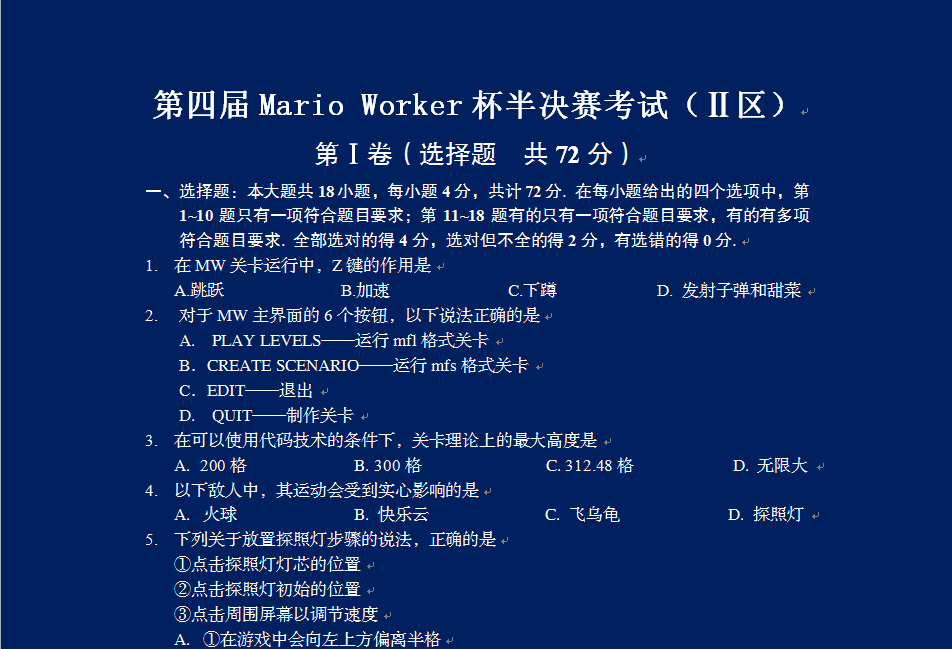 第四届 Mario Worker 杯半决赛考试（Ⅱ区）
第Ⅰ卷（选择题 共 72 分）
一、选择题：本大题共 18 小题，每小题 4 分，共计 72 分. 在每小题给出的四个选项中，第
1~10 题只有一项符合题目要求；第 11~18 题有的只有一项符合题目要求，有的有多项
符合题目要求. 全部选对的得 4 分，选对但不全的得 2 分，有选错的得 0 分.
1. 在 MW 关卡运行中，Z 键的作用是
A.跳跃 B.加速 C.下蹲 D. 发射子弹和甜菜
2. 对于 MW 主界面的 6 个按钮，以下说法正确的是
A. PLAY LEVELS——运行 mfl 格式关卡
B．CREATE SCENARIO——运行 mfs 格式关卡
C．EDIT——退出
D. QUIT——制作关卡
3. 在可以使用代码技术的条件下，关卡理论上的最大高度是
A. 200 格 B. 300 格 C. 312.48 格 D. 无限大
4. 以下敌人中，其运动会受到实心影响的是
A. 火球 B. 快乐云 C. 飞乌龟 D. 探照灯
5. 下列关于放置探照灯步骤的说法，正确的是
①点击探照灯灯芯的位置
②点击探照灯初始的位置
③点击周围屏幕以调节速度
A. ①在游戏中会向左上方偏离半格